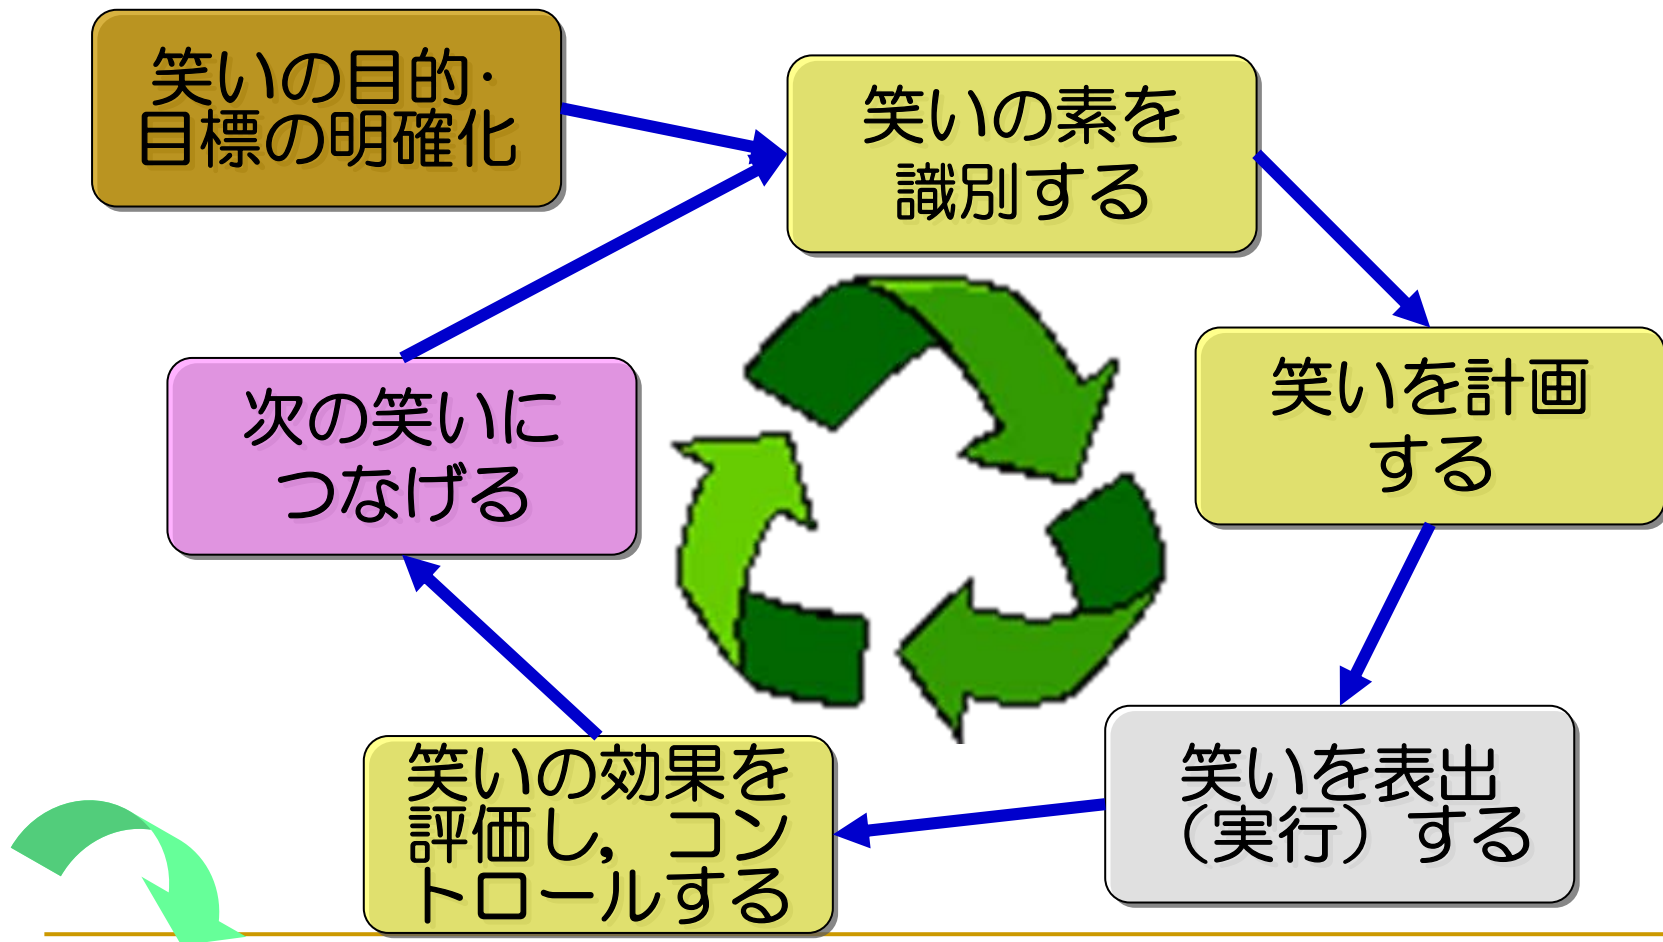 笑いの目的・
目標の明確化
笑いの素を
識別する
笑いを計画
する
笑いを表出
（実行）する
笑いの効果を
評価し，コン
トロールする
次の笑いに
つなげる